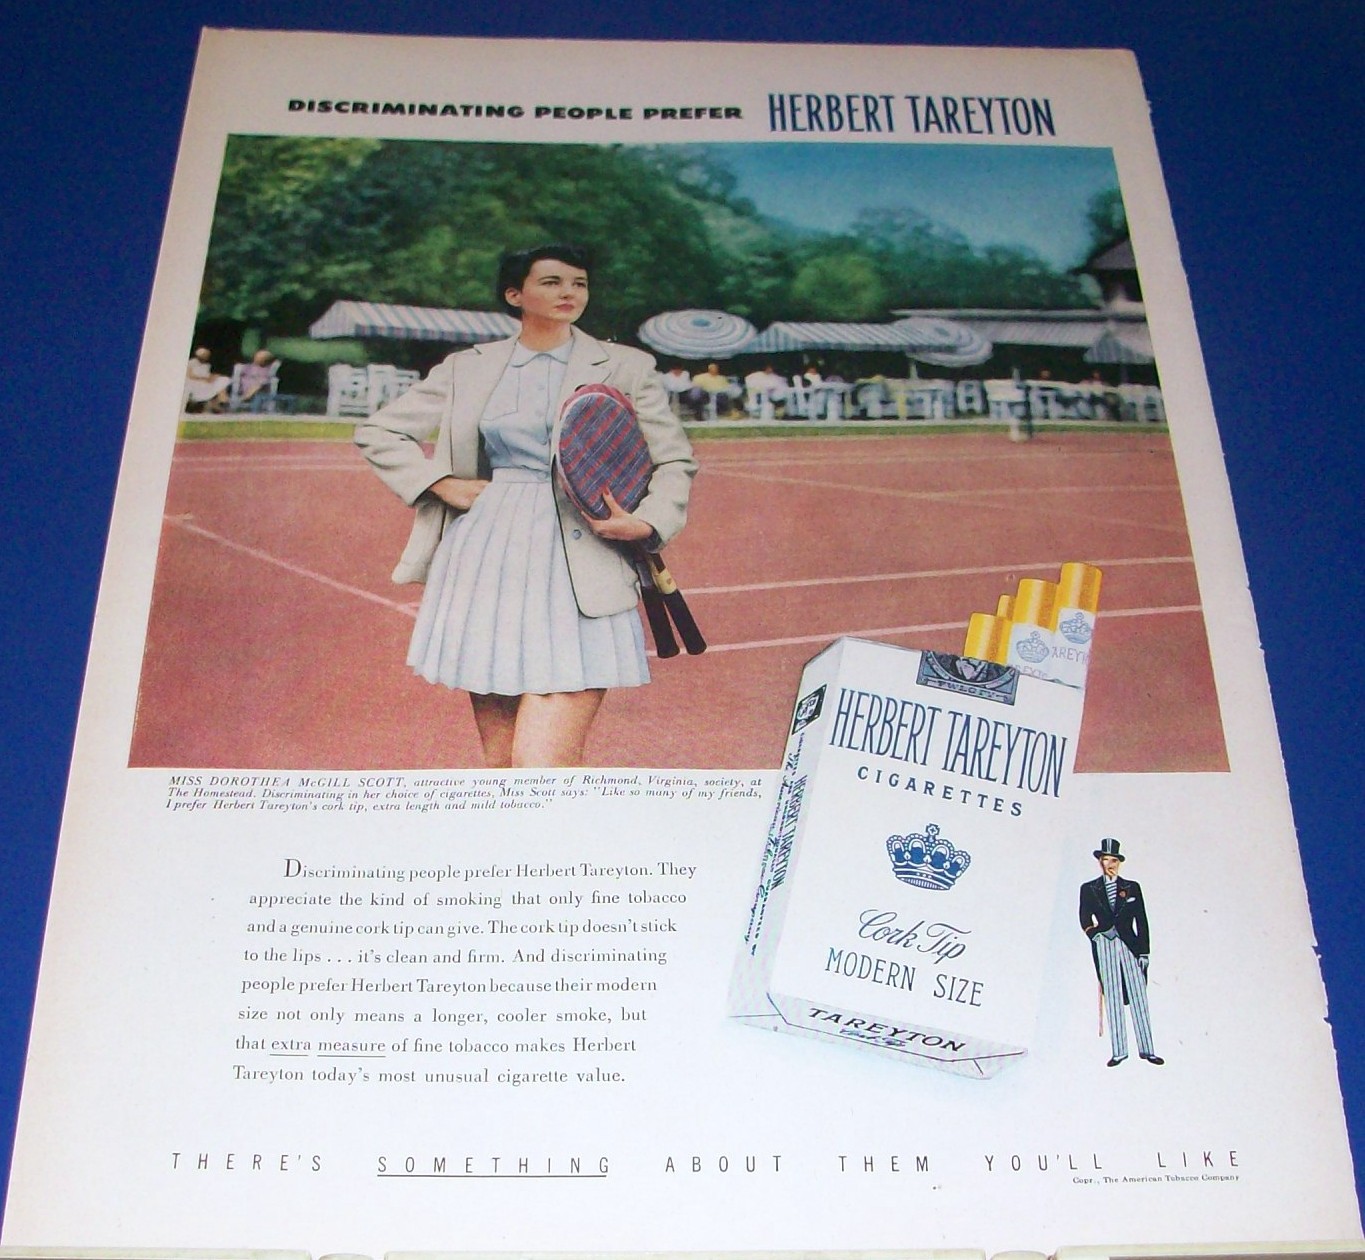 DISCRIMINATING PEOPLE PREFER HERBERT TAREYTON
MISS DOROTHEA McGILL SCOTT, attractive young member of Richmond, Virginia, society, at
The Homestead. Discriminating in her choice of cigarettes, Miss Scott says: "Like so many of my friends,
I prefer Herbert Tareyton's cork tip, extra length and mild tobacco."
Discriminating people prefer Herbert Tareyton. They
appreciate the kind of smoking that only fine tobacco
and a genuine cork tip can give. The cork tip doesn't stick
to the lips . . . it's clean and firm. And discriminating
people prefer Herbert Tareyton because their modern
size not only means a longer, cooler smoke, but
that extra measure of fine tobacco makes Herbert
Tareyton today's most unusual cigarette value.
HERBERT TAREYTON
CIGARETTES
Cork Tip
MODERN SIZE
TAREYTON
HERBERT TAREYTON
THERE'S SOMETHING ABOUT THEM YOU'LL LIKE
Copr., The American Tobacco Company